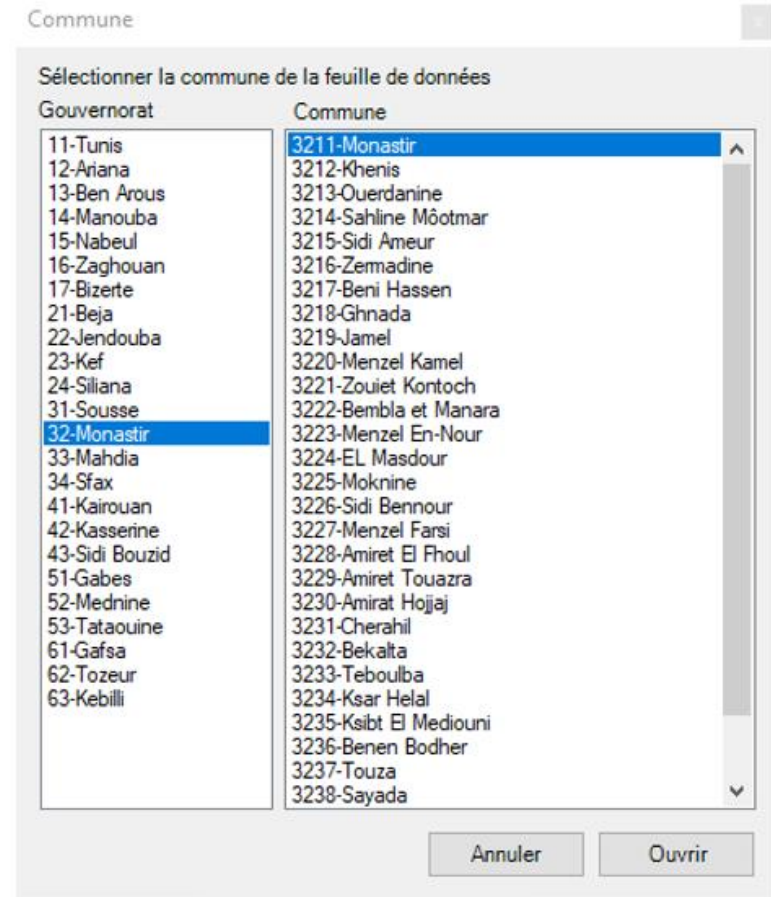 Commune
Sélectionner la commune de la feuille de données
Gouvernorat
11-Tunis
12-Ariana
13-Ben Arous
14-Manouba
15-Nabeul
16-Zaghouan
17-Bizerte
21-Beja
22-Jendouba
23-Kef
24-Siliana
31-Sousse
32-Monastir
33-Mahdia
34-Sfax
41-Kairouan
42-Kasserine
43-Sidi Bouzid
51-Gabes
52-Mednine
53-Tataouine
61-Gafsa
62-Tozeur
63-Kebilli
Commune
3211-Monastir
3212-Khenis
3213-Ouerdanine
3214-Sahline Môotmar
3215-Sidi Ameur
3216-Zermadine
3217-Beni Hassen
3218-Ghnada
3219-Jamel
3220-Menzel Kamel
3221-Zouiet Kontoch
3222-Bembla et Manara
3223-Menzel En-Nour
3224-EL Masdour
3225-Moknine
3226-Sidi Bennour
3227-Menzel Farsi
3228-Amiret El Fhoul
3229-Amiret Touazra
3230-Amirat Hojjaj
3231-Cherahil
3232-Bekalta
3233-Teboulba
3234-Ksar Helal
3235-Ksibt El Mediouni
3236-Benen Bodher
3237-Touza
3238-Sayada
Annuler
Ouvrir